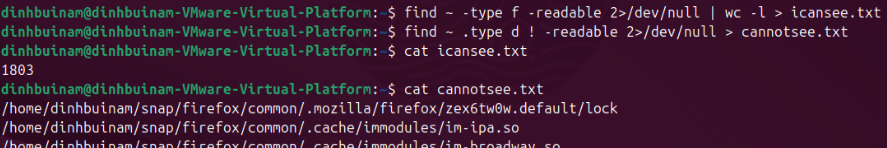 dinhbuinam@dinhbuinam-VMware-Virtual-Platform:~$ find ~ -type f -readable 2>/dev/null | wc -l > icansee.txt
dinhbuinam@dinhbuinam-VMware-Virtual-Platform:~$ find ~ .type d ! -readable 2>/dev/null > cannotsee.txt
dinhbuinam@dinhbuinam-VMware-Virtual-Platform:~$ cat icansee.txt
1803
dinhbuinam@dinhbuinam-VMware-Virtual-Platform:~$ cat cannotsee.txt
/home/dinhbuinam/snap/firefox/common/.mozilla/firefox/zex6tw0w.default/lock
/home/dinhbuinam/snap/firefox/common/.cache/immodules/im-ipa.so
/home/dinhbuinam/snap/firefox/common/.cache/immodules/im-broadway.so